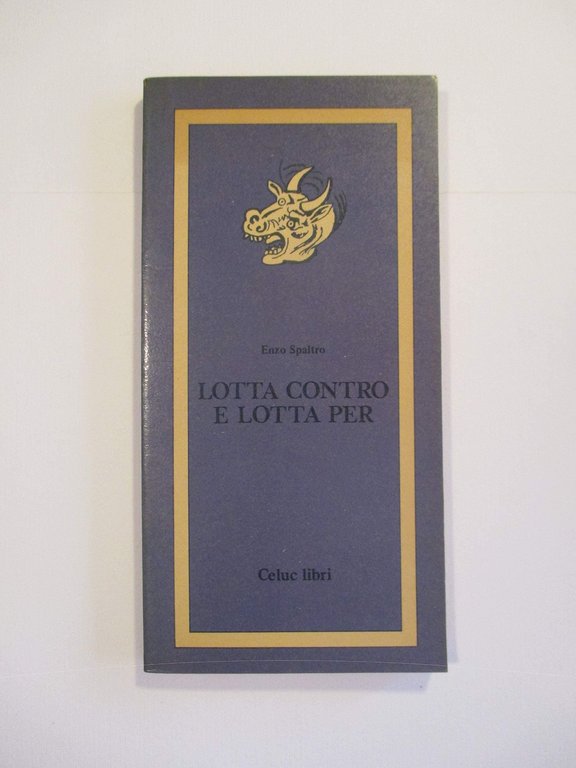 Enzo Spaltro
LOTTA CONTRO
E LOTTA PER
Celuc libri